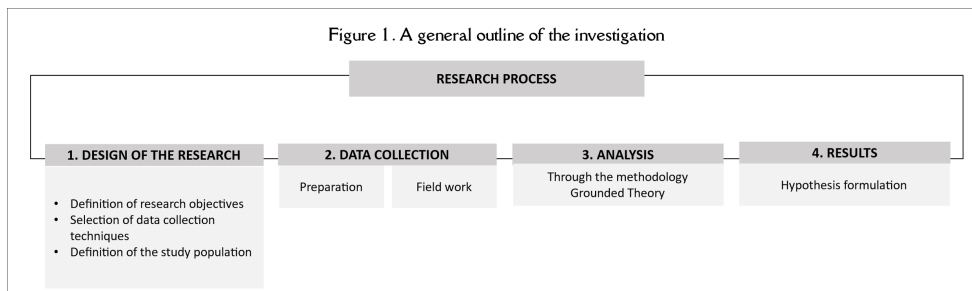 Figure 1. A general outline of the investigation
RESEARCH PROCESS
1. DESIGN OF THE RESEARCH
• Definition of research objectives
• Selection of data collection
techniques
• Definition of the study population
2. DATA COLLECTION
Preparation
Field work
3. ANALYSIS
Through the methodology
Grounded Theory
4. RESULTS
Hypothesis formulation